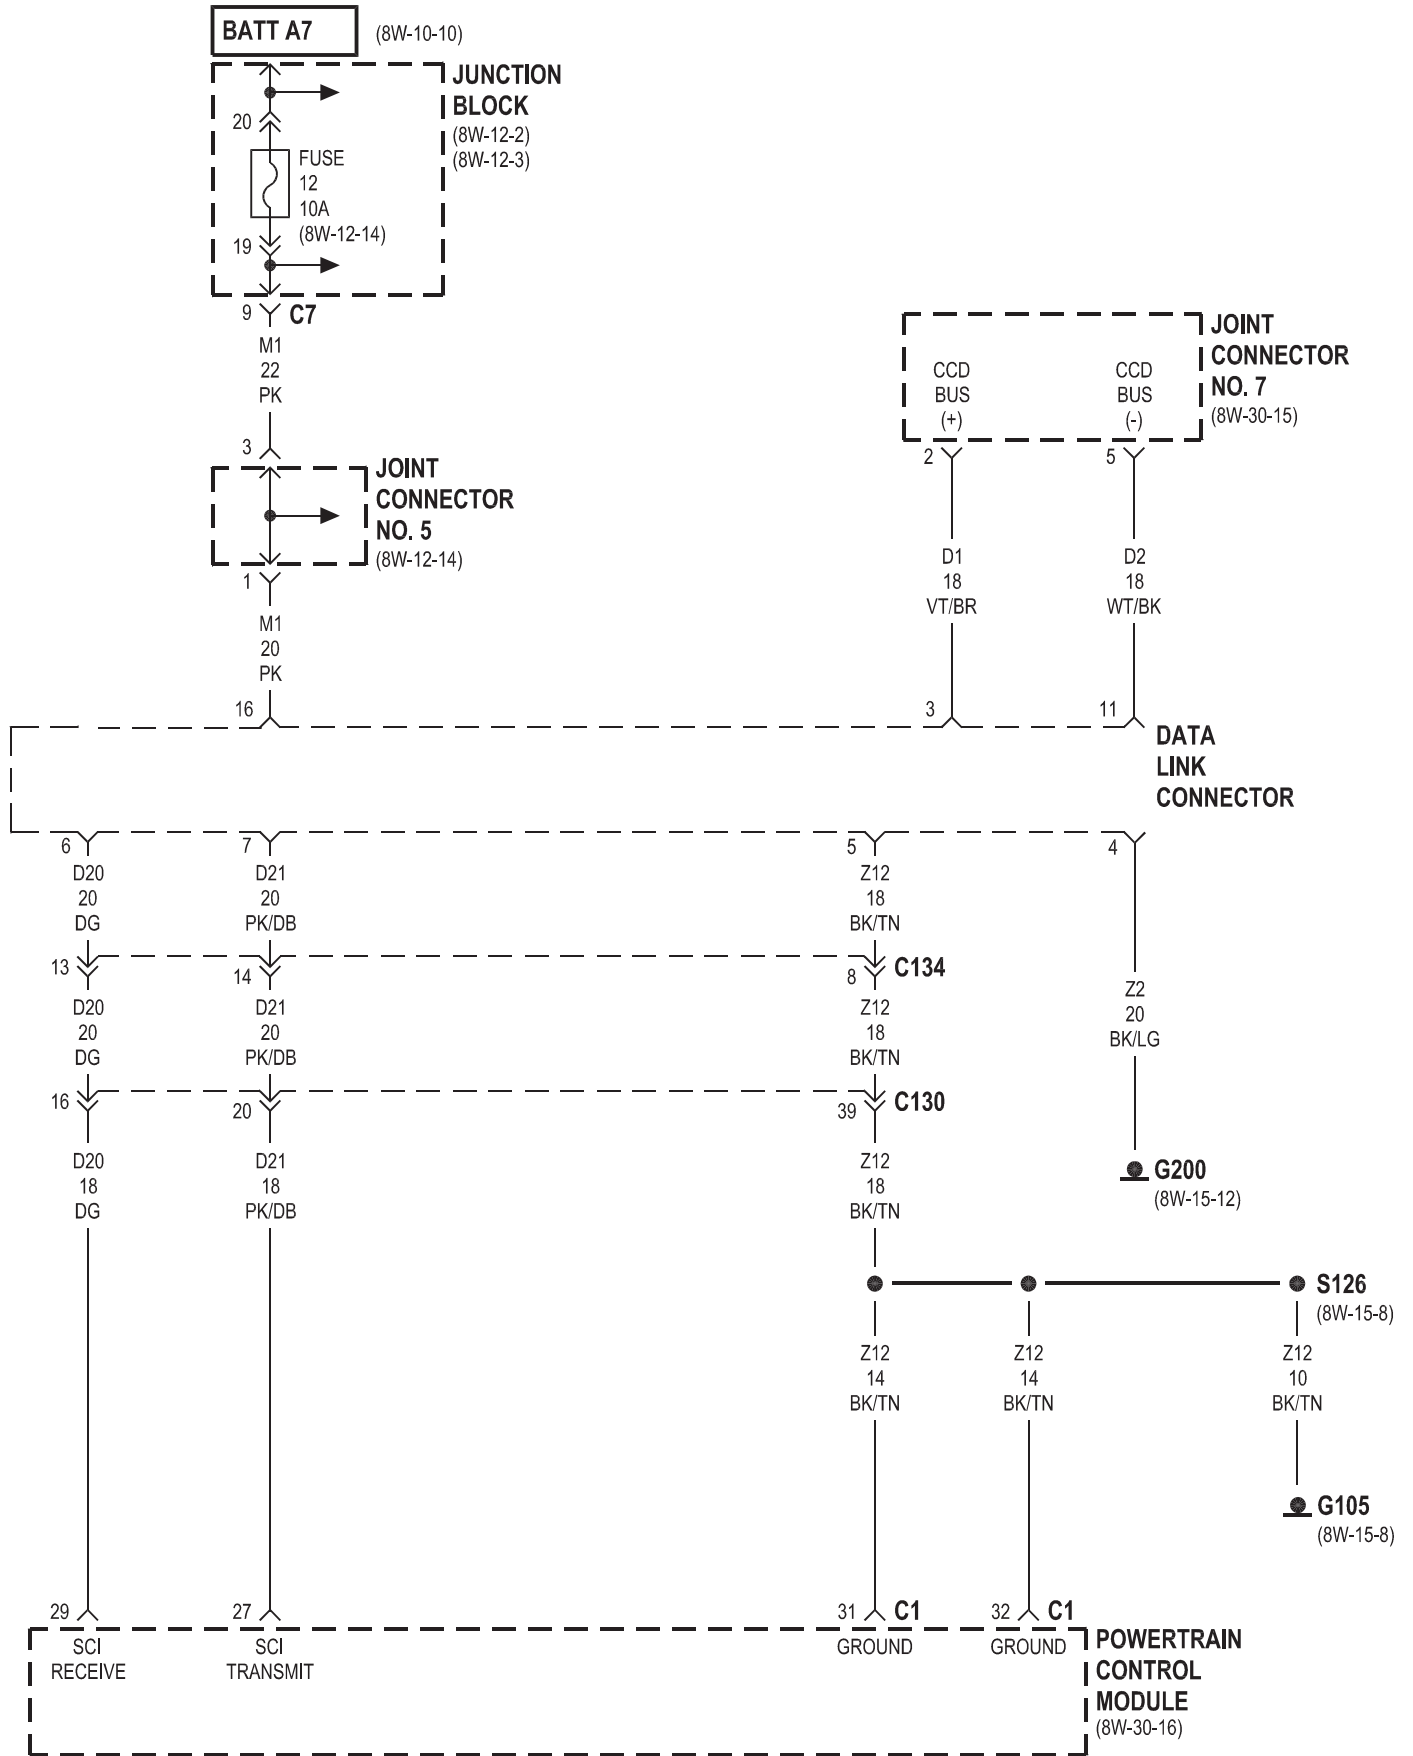 BATT A7
(8W-10-10)
JUNCTION
BLOCK
(8W-12-2)
(8W-12-3)
20
FUSE
12
10A
(8W-12-14)
19
9
C7
M1
22
PK
3
JOINT
CONNECTOR
NO. 5
(8W-12-14)
1
M1
20
PK
16
JOINT
CONNECTOR
NO. 7
(8W-30-15)
CCD
BUS
(+)
CCD
BUS
(-)
2
5
D1
18
VT/BR
D2
18
WT/BK
3
11
DATA
LINK
CONNECTOR
6
7
5
4
D20
20
DG
D21
20
PK/DB
Z12
18
BK/TN
13
14
8
C134
D20
20
DG
D21
20
PK/DB
Z12
18
BK/TN
Z2
20
BK/LG
16
20
39
C130
D20
18
DG
D21
18
PK/DB
Z12
18
BK/TN
G200
(8W-15-12)
S126
(8W-15-8)
Z12
14
BK/TN
Z12
14
BK/TN
Z12
10
BK/TN
G105
(8W-15-8)
29
27
31
C1
32
C1
SCI
RECEIVE
SCI
TRANSMIT
GROUND
GROUND
POWERTRAIN
CONTROL
MODULE
(8W-30-16)